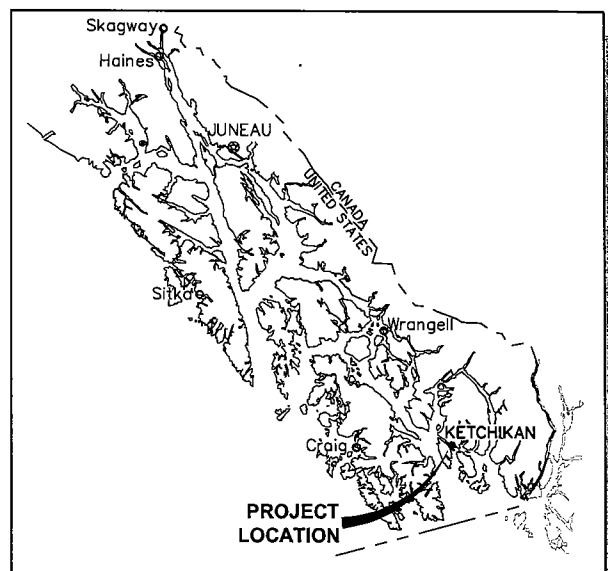 Skagway
Haines
JUNEAU
CANADA
UNITED STATES
Sitka
Wrangell
KETCHIKAN
Craig
PROJECT
LOCATION